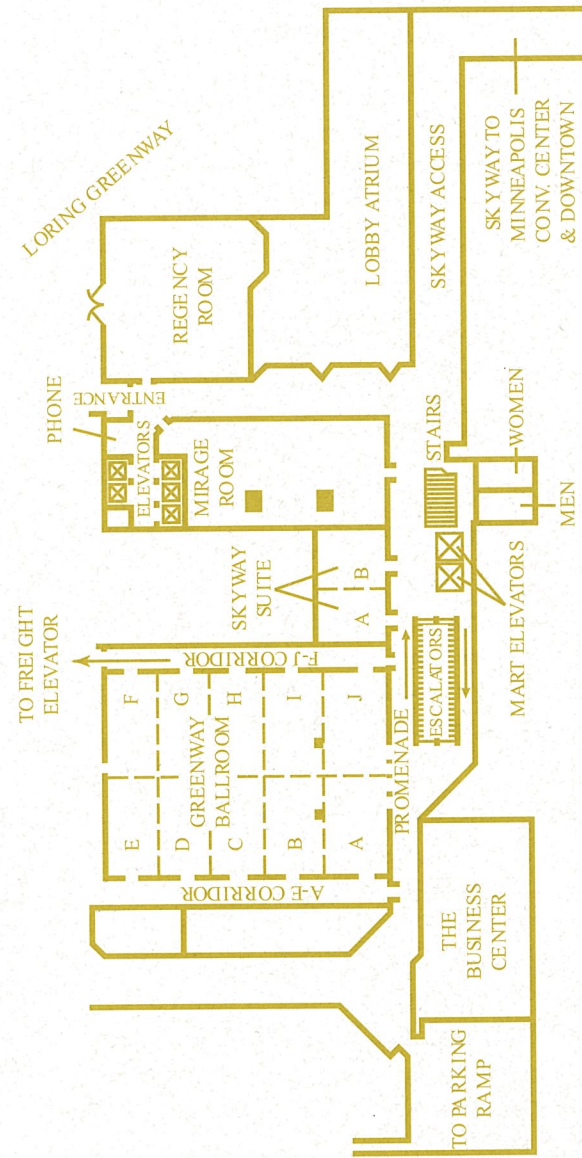 LORING GREENWAY
REGENCY
ROOM
LOBBY ATRIUM
SKYWAY ACCESS
SKYWAY TO
MINNEAPOLIS
CONV. CENTER
& DOWNTOWN
PHONE
ENTRANCE
ELEVATORS
MIRAGE
ROOM
STAIRS
WOMEN
MEN
SKYWAY
SUITE
A
B
MART ELEVATORS
ESCALATORS
PROMENADE
TO FREIGHT
ELEVATOR
F-J CORRIDOR
GREENWAY
BALLROOM
E
F
D
G
C
H
B
I
A
J
A-E CORRIDOR
THE
BUSINESS
CENTER
TO PARKING
RAMP